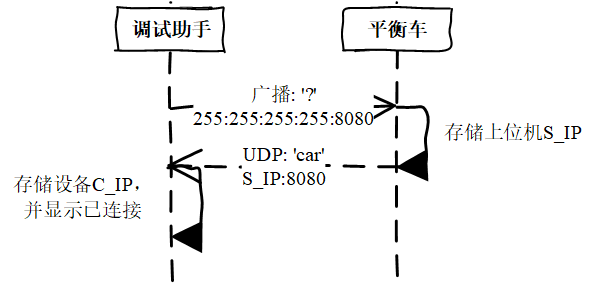 调试助手
平衡车
广播: '?'
255:255:255:255:8080
存储上位机S_IP
UDP: 'car'
S_IP:8080
存储设备C_IP，
并显示已连接